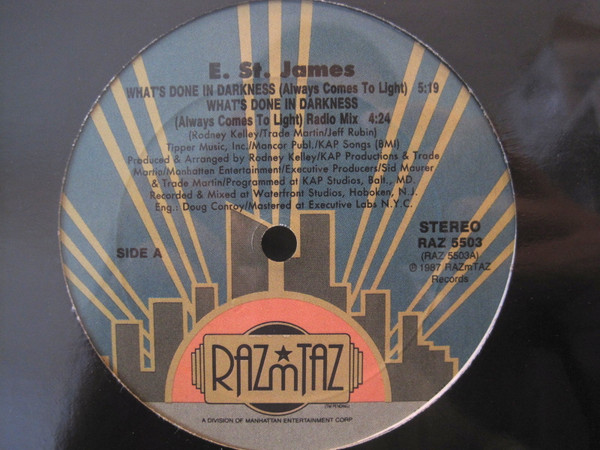 E. St. James
WHAT'S DONE IN DARKNESS (Always Comes To Light) 5:19
WHAT'S DONE IN DARKNESS
(Always Comes To Light) Radio Mix 4:24
(Rodney Kelley/Trade Martin/Jeff Rubin)
Tipper Music, Inc./Mancor Publ./KAP Songs (BMI)
Produced & Arranged by Rodney Kelley/KAP Productions & Trade
Martin/Manhattan Entertainment/Executive Producers/Sid Maurer
& Trade Martin/Programmed at KAP Studios, Balt., MD.
Recorded & Mixed at Waterfront Studios, Hoboken, N.J.
Eng.: Doug Conroy/Mastered at Executive Labs N.Y.C.
SIDE A
STEREO
RAZ 5503
(RAZ 5503A)
℗ 1987 RAZmTAZ
Records
RAZmTAZ
A DIVISION OF MANHATTAN ENTERTAINMENT CORP.